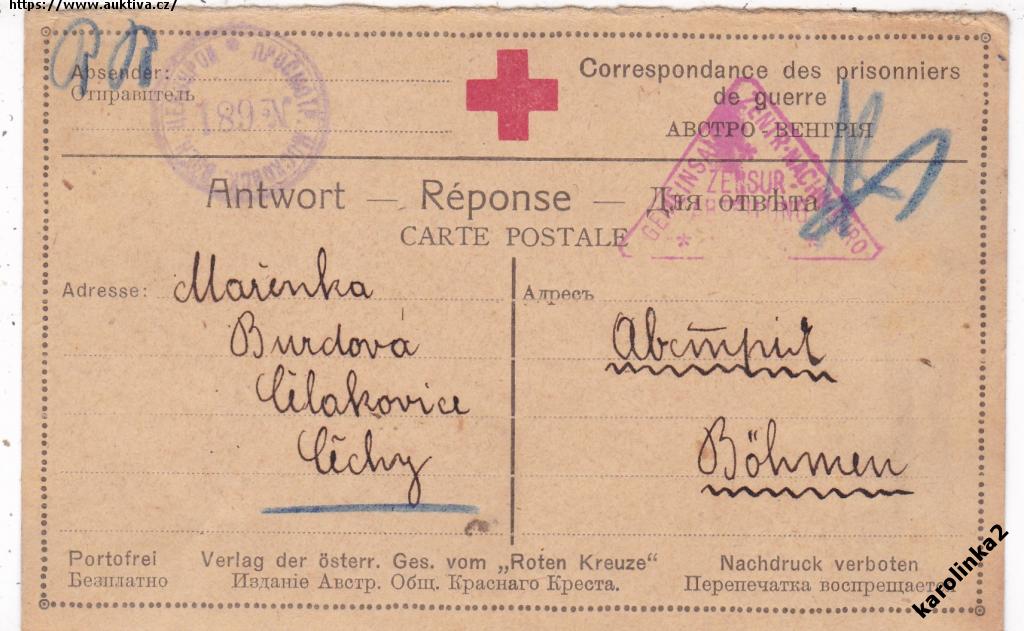 https://www.auktiva.cz/
Absender:
Отправитель
189
Correspondance des prisonniers
de guerre
АВСТРО-ВЕНГРІЯ
ZENSUR
Antwort — Réponse — Для отвѣта
CARTE POSTALE
Adresse: Mařenka
Burdova
Čelakovice
Čechy
Адресъ
Австрия
Böhmen
Portofrei
Безплатно
Verlag der österr. Ges. vom „Roten Kreuze“
Изданіе Австр. Общ. Краснаго Креста.
Nachdruck verboten
Перепечатка воспрещается
karolinka2